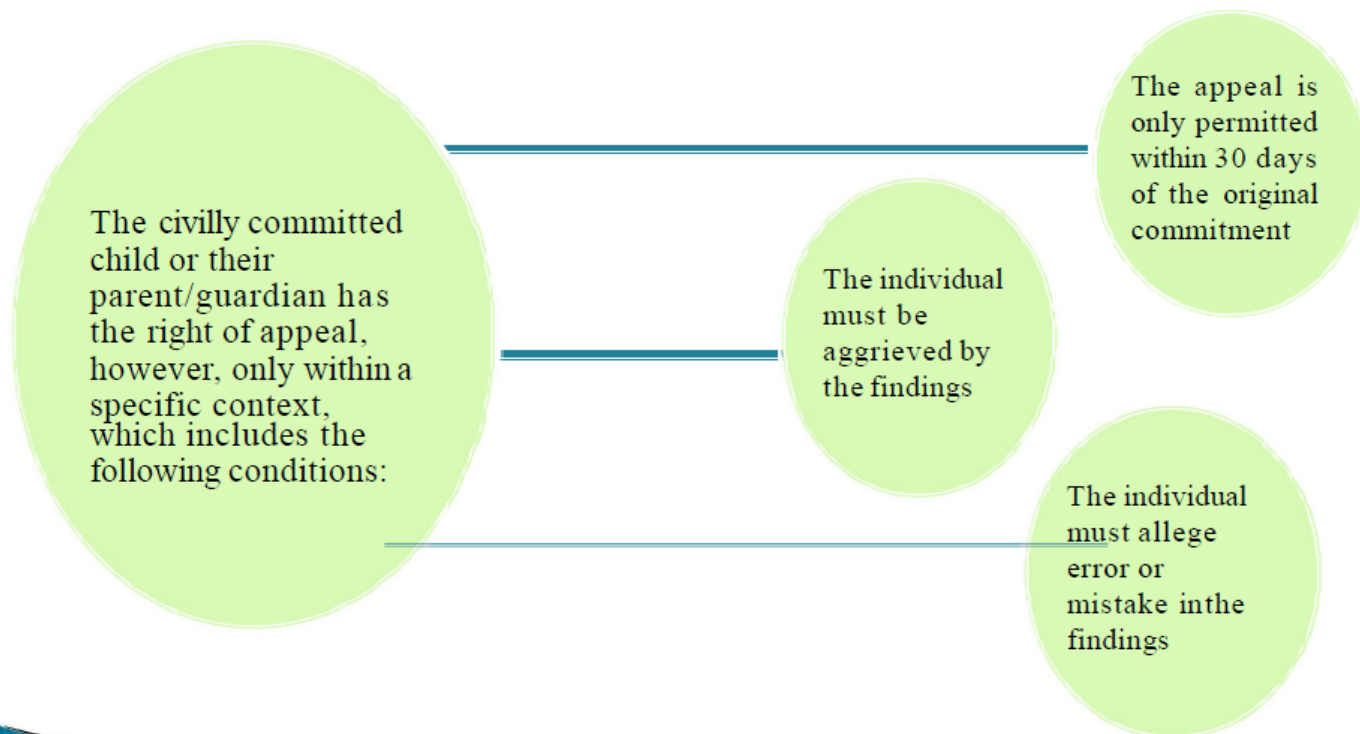 The civilly committed
child or their
parent/guardian has
the right of appeal,
however, only within a
specific context,
which includes the
following conditions:
The appeal is
only permitted
within 30 days
of the original
commitment
The individual
must be
aggrieved by
the findings
The individual
must allege
error or
mistake inthe
findings